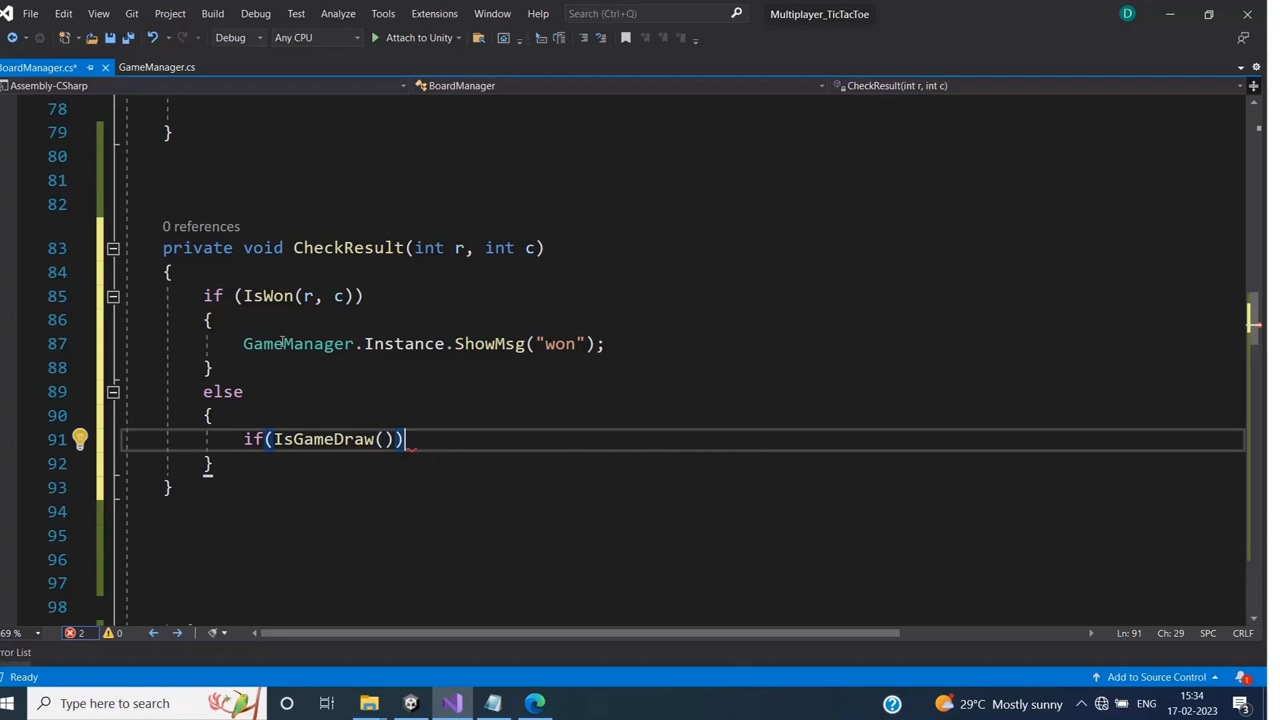 File Edit View Git Project Build Debug Test Analyze Tools Extensions Window Help Search (Ctrl+Q) Multiplayer_TicTacToe D
Debug Any CPU Attach to Unity
BoardManager.cs* GameManager.cs
Assembly-CSharp BoardManager CheckResult(int r, int c)
78
79 }
80
81
82
0 references
83 private void CheckResult(int r, int c)
84 {
85 if (IsWon(r, c))
86 {
87 GameManager.Instance.ShowMsg("won");
88 }
89 else
90 {
91 if(IsGameDraw())
92 }
93 }
94
95
96
97
98
69 % 2 0 Ln: 91 Ch: 29 SPC CRLF
rror List
Ready Add to Source Control 1
Type here to search 29°C Mostly sunny ENG 15:34
17-02-2023 3